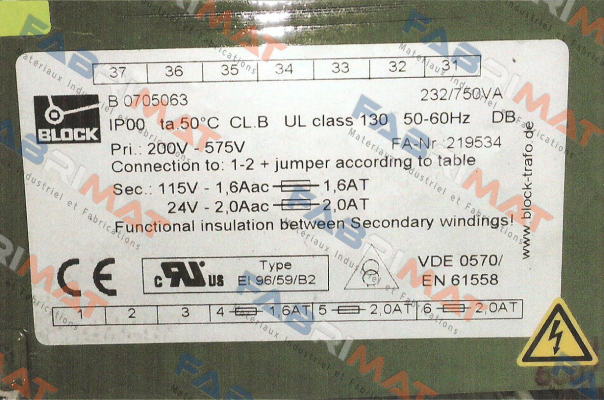 37 36 35 34 33 32 31
BLOCK
B 0705063 232/750VA
IP00 ta.50°C CL.B UL class 130 50-60Hz DB
Pri.: 200V - 575V FA-Nr 219534
Connection to: 1-2 + jumper according to table
Sec.: 115V - 1,6Aac 1,6AT
24V - 2,0Aac 2,0AT
Functional insulation between Secondary windings!
www.block-trafo.de
CE
c RU US
Type
EI 96/59/B2
VDE 0570/
EN 61558
1 2 3 4 1,6AT 5 2,0AT 6 2,0AT
FABRIMAT
Materiaux Industriel et Fabrications